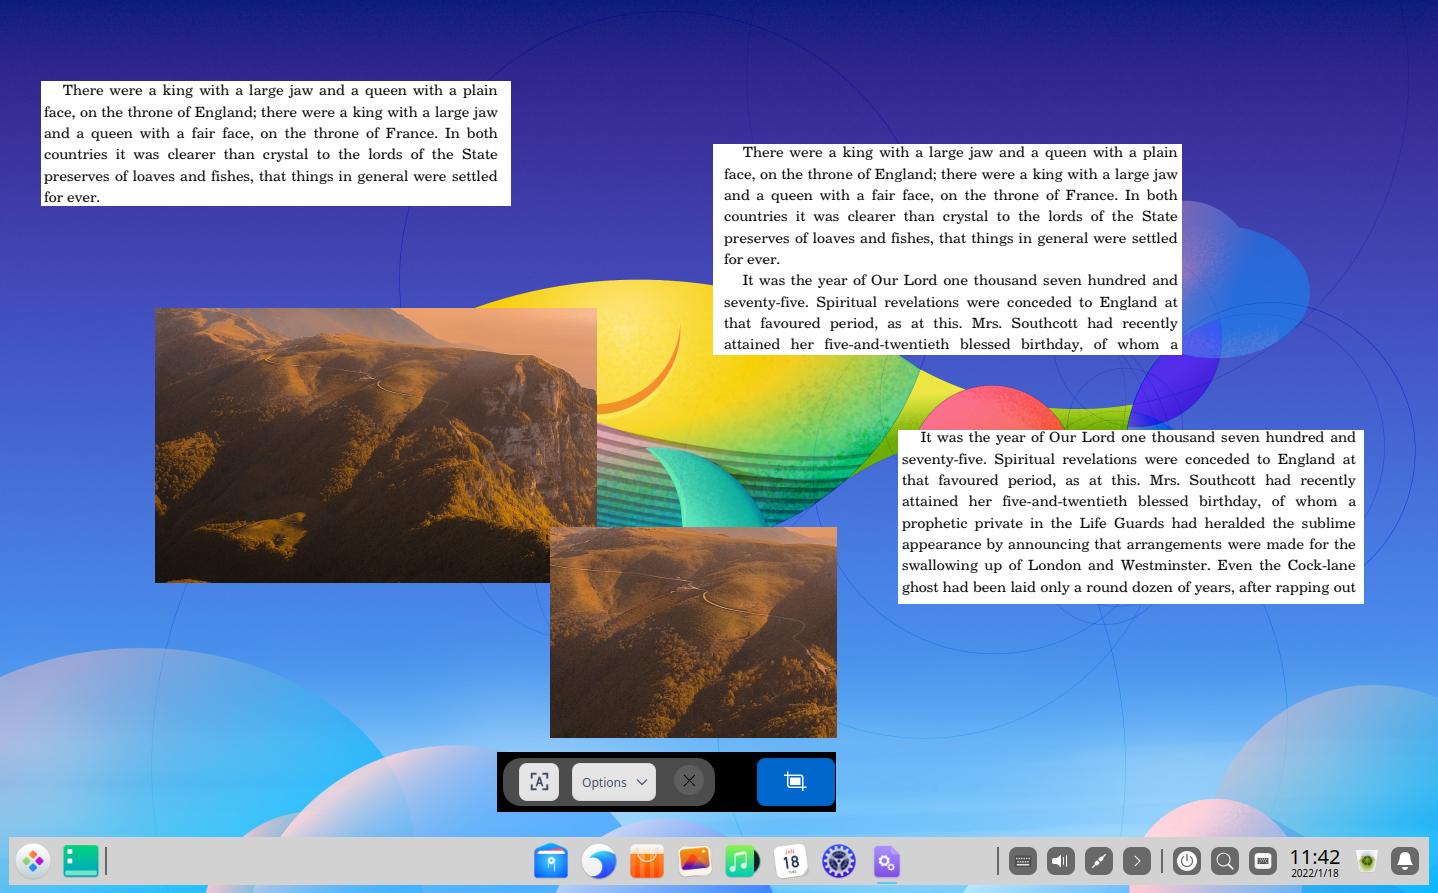 There were a king with a large jaw and a queen with a plain
face, on the throne of England; there were a king with a large jaw
and a queen with a fair face, on the throne of France. In both
countries it was clearer than crystal to the lords of the State
preserves of loaves and fishes, that things in general were settled
for ever.
There were a king with a large jaw and a queen with a plain
face, on the throne of England; there were a king with a large jaw
and a queen with a fair face, on the throne of France. In both
countries it was clearer than crystal to the lords of the State
preserves of loaves and fishes, that things in general were settled
for ever.
It was the year of Our Lord one thousand seven hundred and
seventy-five. Spiritual revelations were conceded to England at
that favoured period, as at this. Mrs. Southcott had recently
attained her five-and-twentieth blessed birthday, of whom a
It was the year of Our Lord one thousand seven hundred and
seventy-five. Spiritual revelations were conceded to England at
that favoured period, as at this. Mrs. Southcott had recently
attained her five-and-twentieth blessed birthday, of whom a
prophetic private in the Life Guards had heralded the sublime
appearance by announcing that arrangements were made for the
swallowing up of London and Westminster. Even the Cock-lane
ghost had been laid only a round dozen of years, after rapping out
A
Options
JAN
18
11:42
2022/1/18